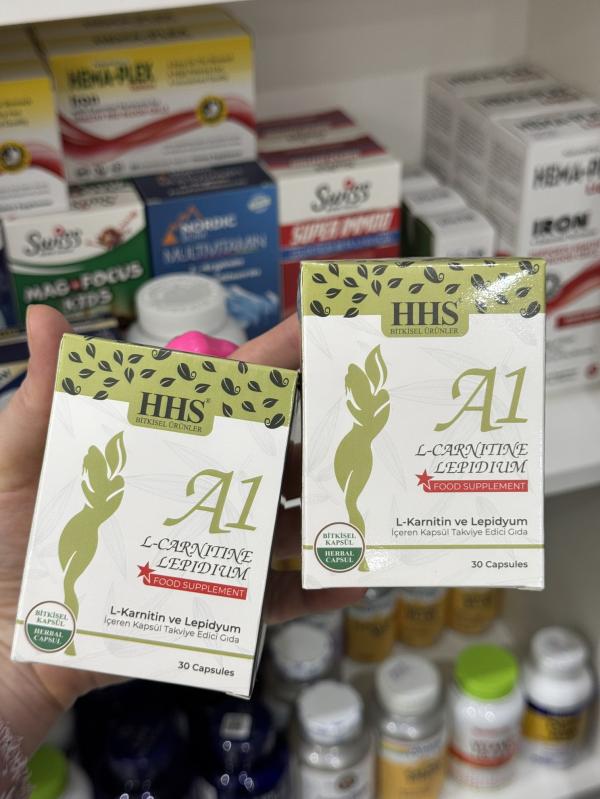 HEMA-PLEX
Iron
Swiss
MAG+FOCUS
KIDS
NORDIC
MULTIVITAMIN
Swiss
SUPER IMMUN
HEMA-PLEX
IRON
HHS®
BİTKİSEL ÜRÜNLER
A1
L-CARNITINE
LEPIDIUM
FOOD SUPPLEMENT
L-Karnitin ve Lepidyum
İçeren Kapsül Takviye Edici Gıda
BİTKİSEL
KAPSÜL
HERBAL
CAPSUL
30 Capsules
HHS®
BİTKİSEL ÜRÜNLER
A1
L-CARNITINE
LEPIDIUM
FOOD SUPPLEMENT
L-Karnitin ve Lepidyum
İçeren Kapsül Takviye Edici Gıda
BİTKİSEL
KAPSÜL
HERBAL
CAPSUL
30 Capsules